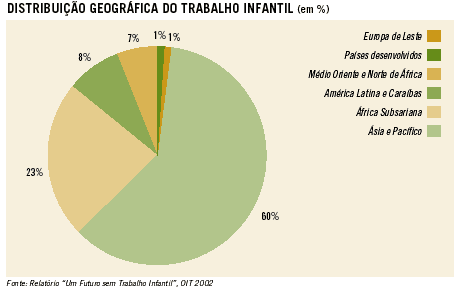 DISTRIBUIÇÃO GEOGRÁFICA DO TRABALHO INFANTIL (em %)
Europa de Leste
Países desenvolvidos
Médio Oriente e Norte de África
América Latina e Caraíbas
África Subsariana
Ásia e Pacífico
1% 1%
7%
8%
23%
60%
Fonte: Relatório "Um Futuro sem Trabalho Infantil", OIT 2002